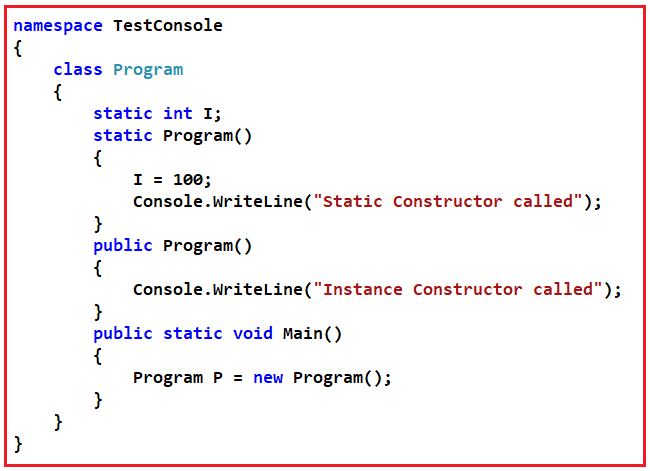 namespace TestConsole
{
    class Program
    {
        static int I;
        static Program()
        {
            I = 100;
            Console.WriteLine("Static Constructor called");
        }
        public Program()
        {
            Console.WriteLine("Instance Constructor called");
        }
        public static void Main()
        {
            Program P = new Program();
        }
    }
}